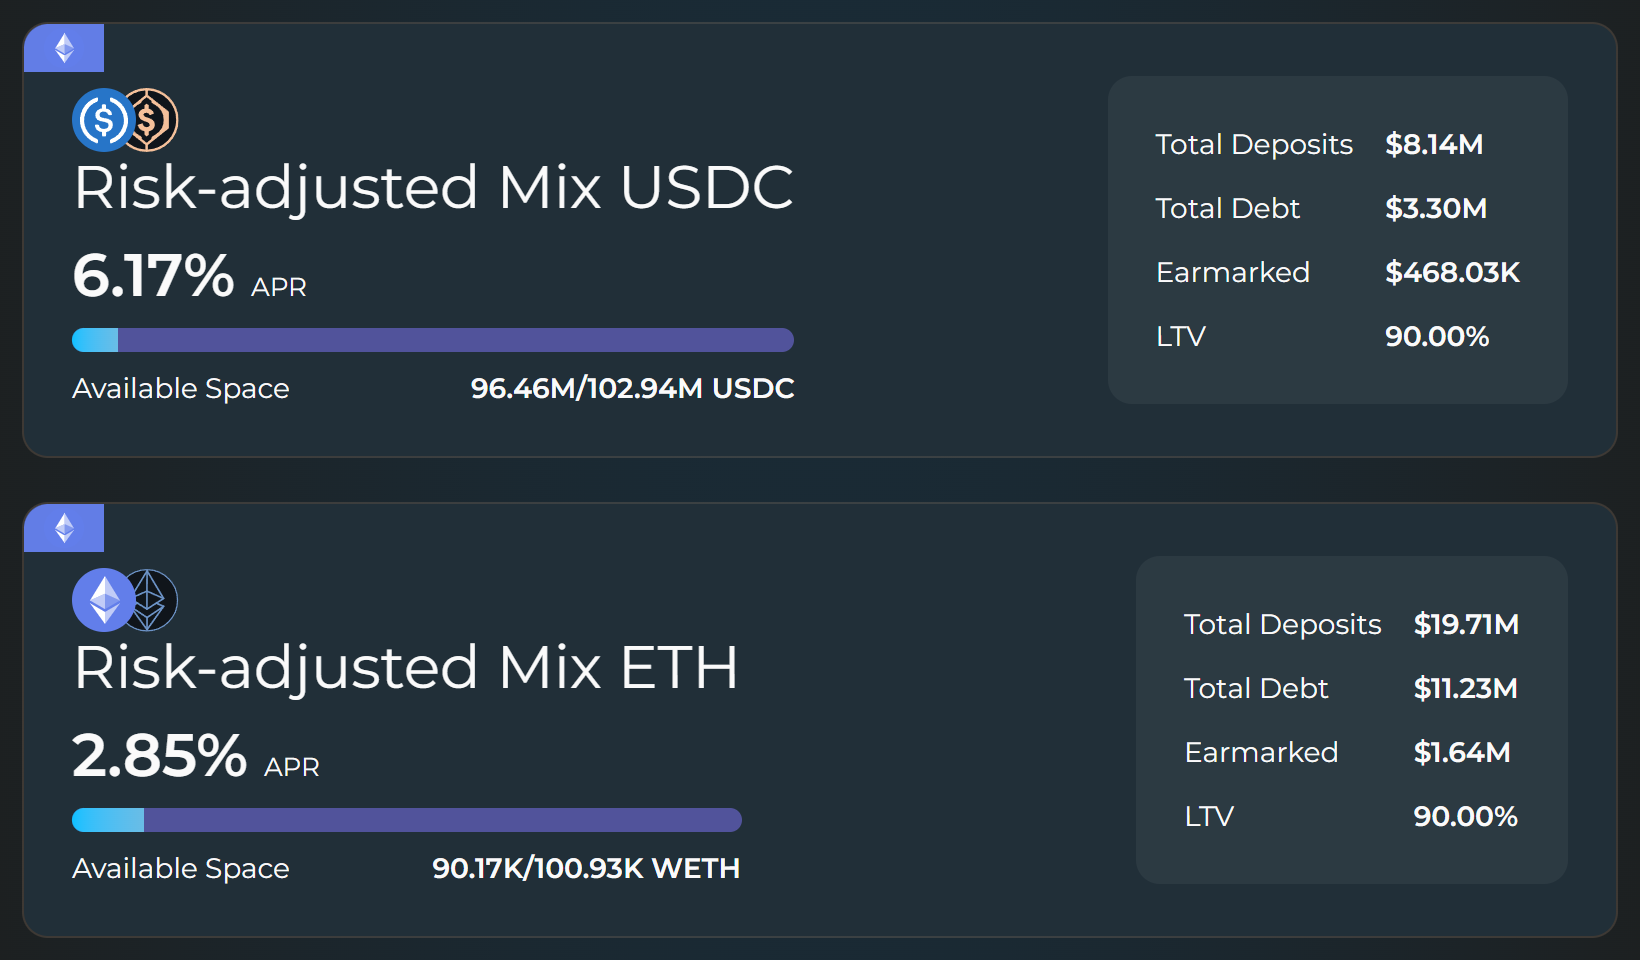 Risk-adjusted Mix USDC
6.17% APR
Available Space 96.46M/102.94M USDC
Total Deposits $8.14M
Total Debt $3.30M
Earmarked $468.03K
LTV 90.00%
Risk-adjusted Mix ETH
2.85% APR
Available Space 90.17K/100.93K WETH
Total Deposits $19.71M
Total Debt $11.23M
Earmarked $1.64M
LTV 90.00%